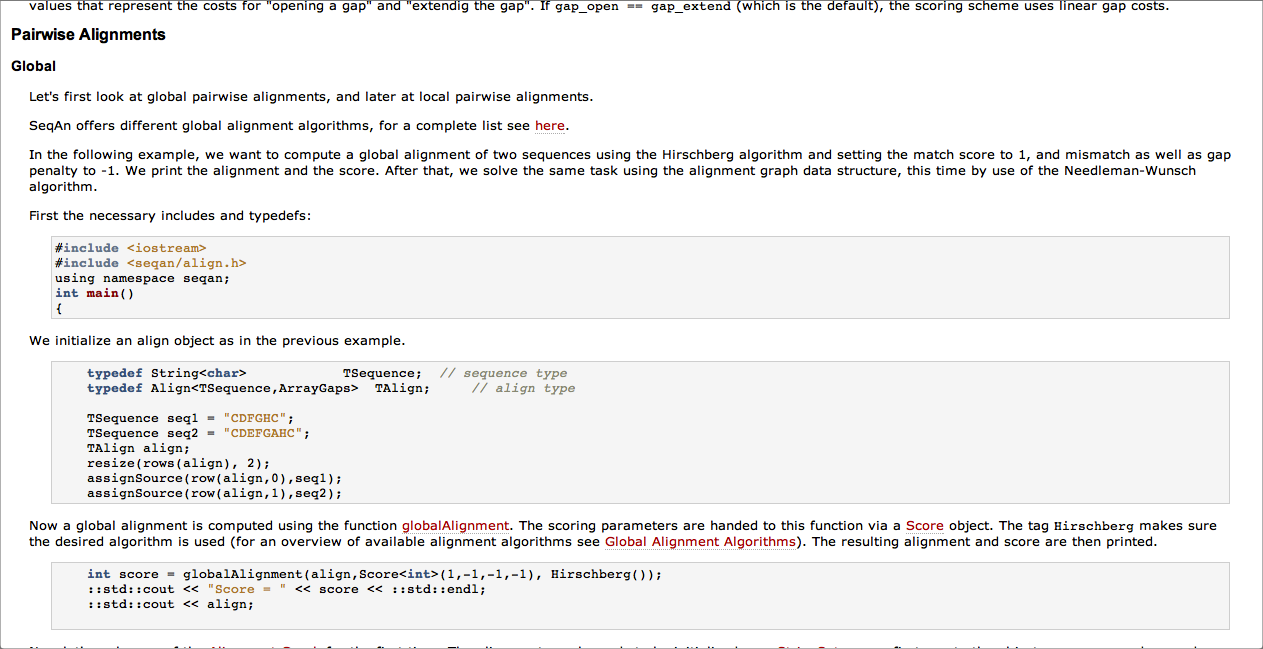 values that represent the costs for "opening a gap" and "extendig the gap". If gap_open == gap_extend (which is the default), the scoring scheme uses linear gap costs.
Pairwise Alignments
Global
Let's first look at global pairwise alignments, and later at local pairwise alignments.
SeqAn offers different global alignment algorithms, for a complete list see here.
In the following example, we want to compute a global alignment of two sequences using the Hirschberg algorithm and setting the match score to 1, and mismatch as well as gap
penalty to -1. We print the alignment and the score. After that, we solve the same task using the alignment graph data structure, this time by use of the Needleman-Wunsch
algorithm.
First the necessary includes and typedefs:
#include <iostream>
#include <seqan/align.h>
using namespace seqan;
int main()
{
We initialize an align object as in the previous example.
typedef String<char> TSequence; // sequence type
typedef Align<TSequence,ArrayGaps> TAlign; // align type
TSequence seq1 = "CDFGHC";
TSequence seq2 = "CDEFGAHC";
TAlign align;
resize(rows(align), 2);
assignSource(row(align,0),seq1);
assignSource(row(align,1),seq2);
Now a global alignment is computed using the function globalAlignment. The scoring parameters are handed to this function via a Score object. The tag Hirschberg makes sure
the desired algorithm is used (for an overview of available alignment algorithms see Global Alignment Algorithms). The resulting alignment and score are then printed.
int score = globalAlignment(align,Score<int>(1,-1,-1,-1), Hirschberg());
::std::cout << "Score = " << score << ::std::endl;
::std::cout << align;